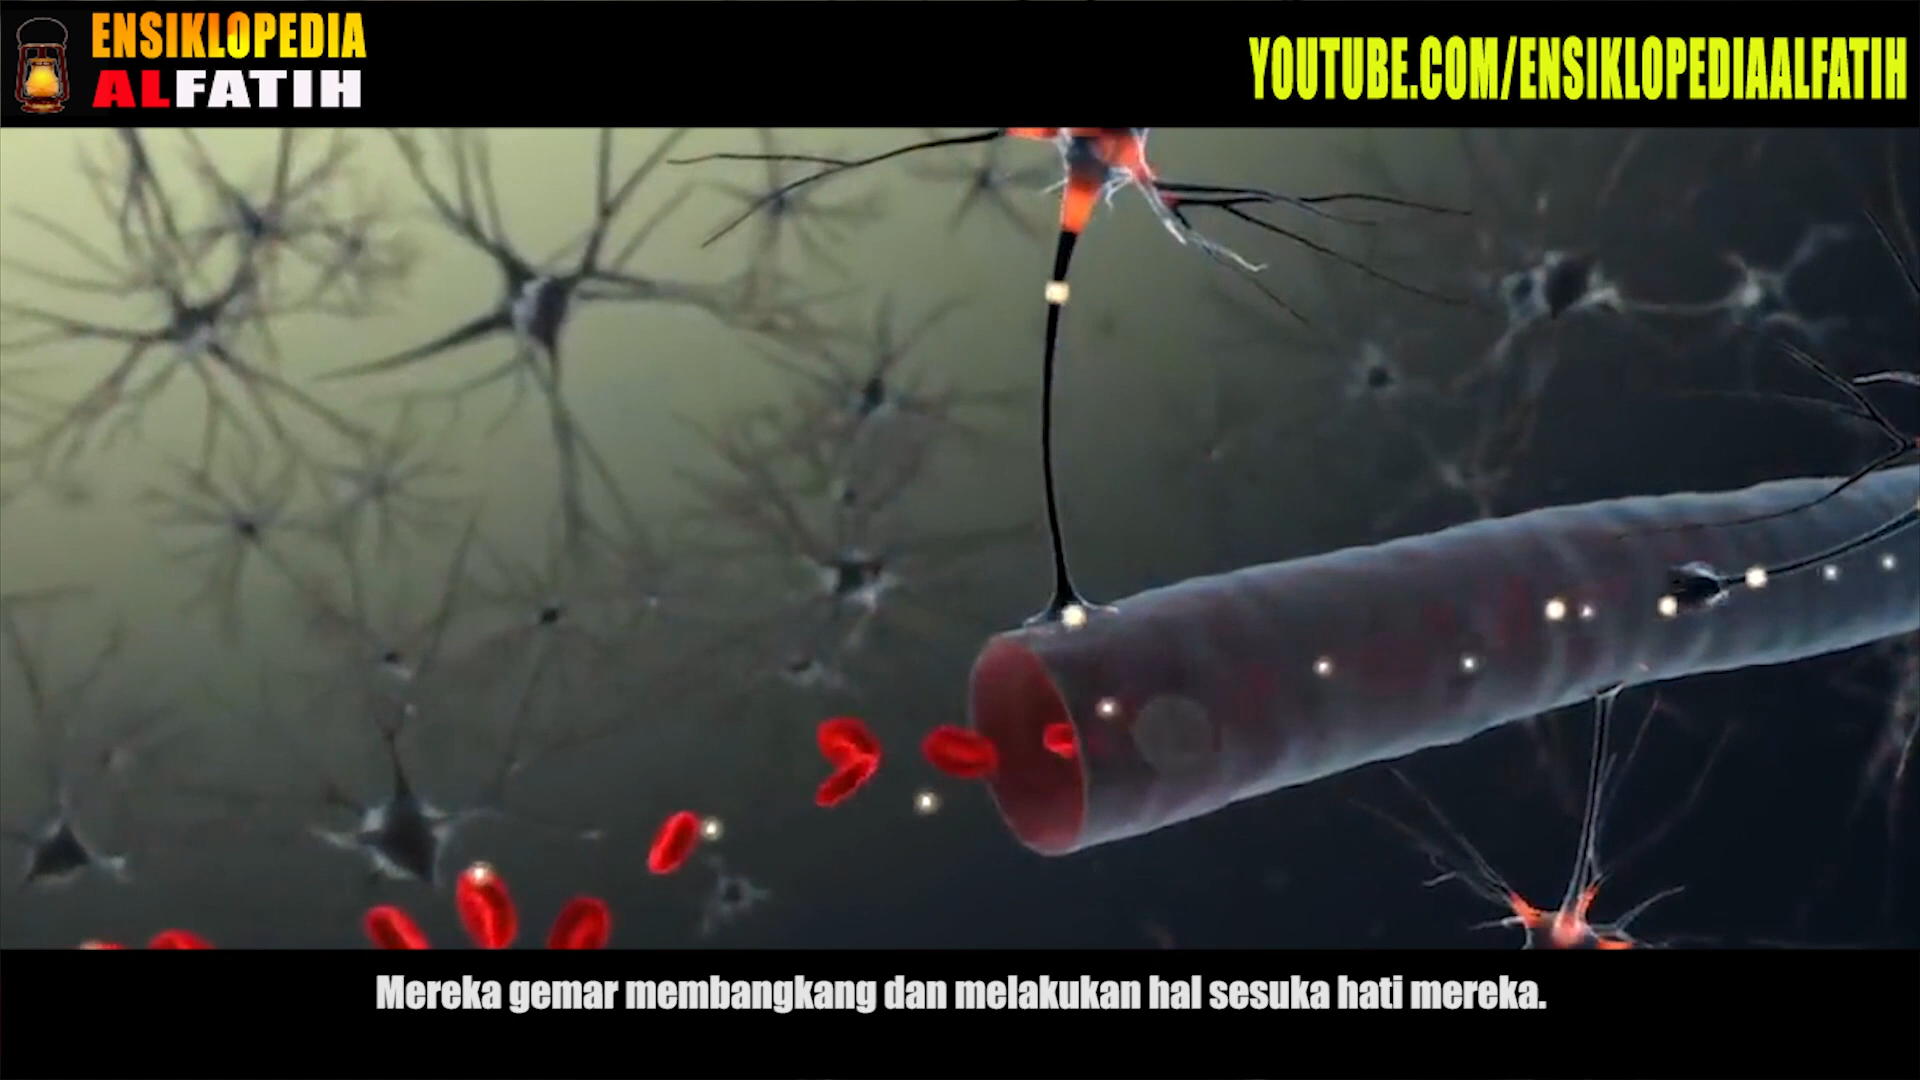 ENSIKLOPEDIA
ALFATIH
YOUTUBE.COM/ENSIKLOPEDIAALFATIH
Mereka gemar membangkang dan melakukan hal sesuka hati mereka.